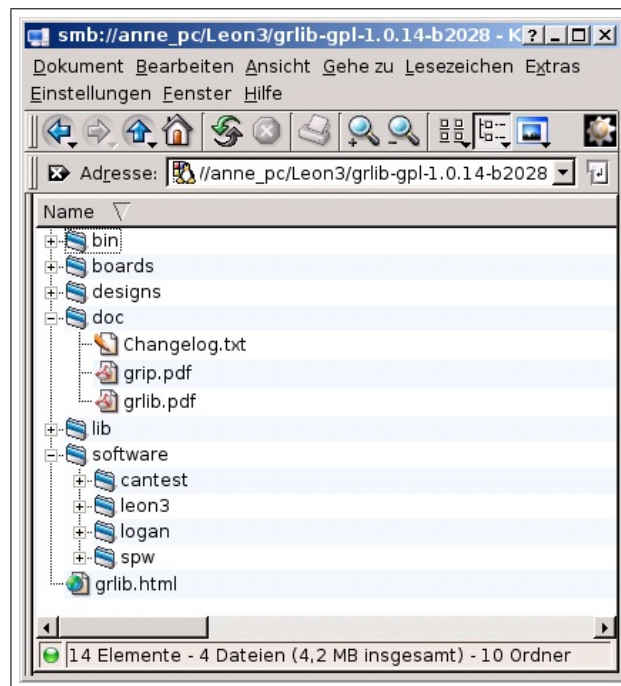 smb://anne_pc/Leon3/grlib-gpl-1.0.14-b2028 - K
Dokument Bearbeiten Ansicht Gehe zu Lesezeichen Extras
Einstellungen Fenster Hilfe
Adresse: //anne_pc/Leon3/grlib-gpl-1.0.14-b2028
Name
bin
boards
designs
doc
Changelog.txt
grip.pdf
grlib.pdf
lib
software
cantest
leon3
logan
spw
grlib.html
14 Elemente - 4 Dateien (4,2 MB insgesamt) - 10 Ordner